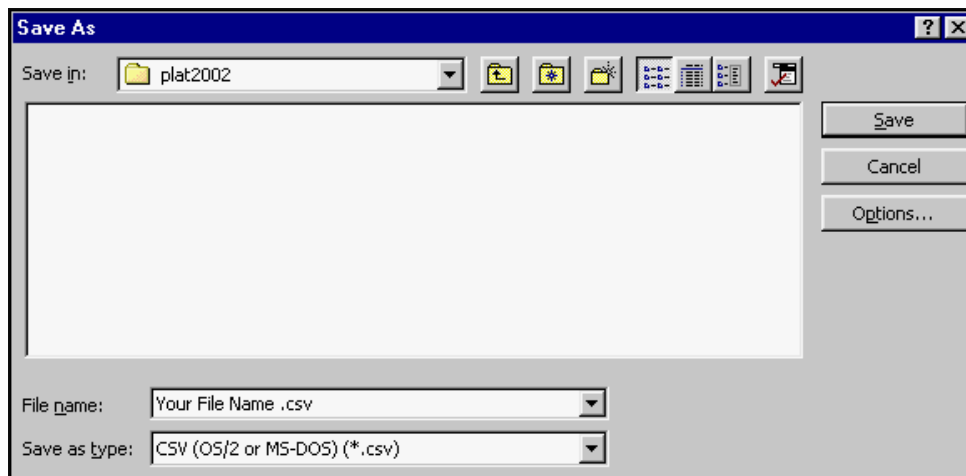 Save As
Save in: plat2002
Save
Cancel
Options...
File name: Your File Name .csv
Save as type: CSV (OS/2 or MS-DOS) (*.csv)